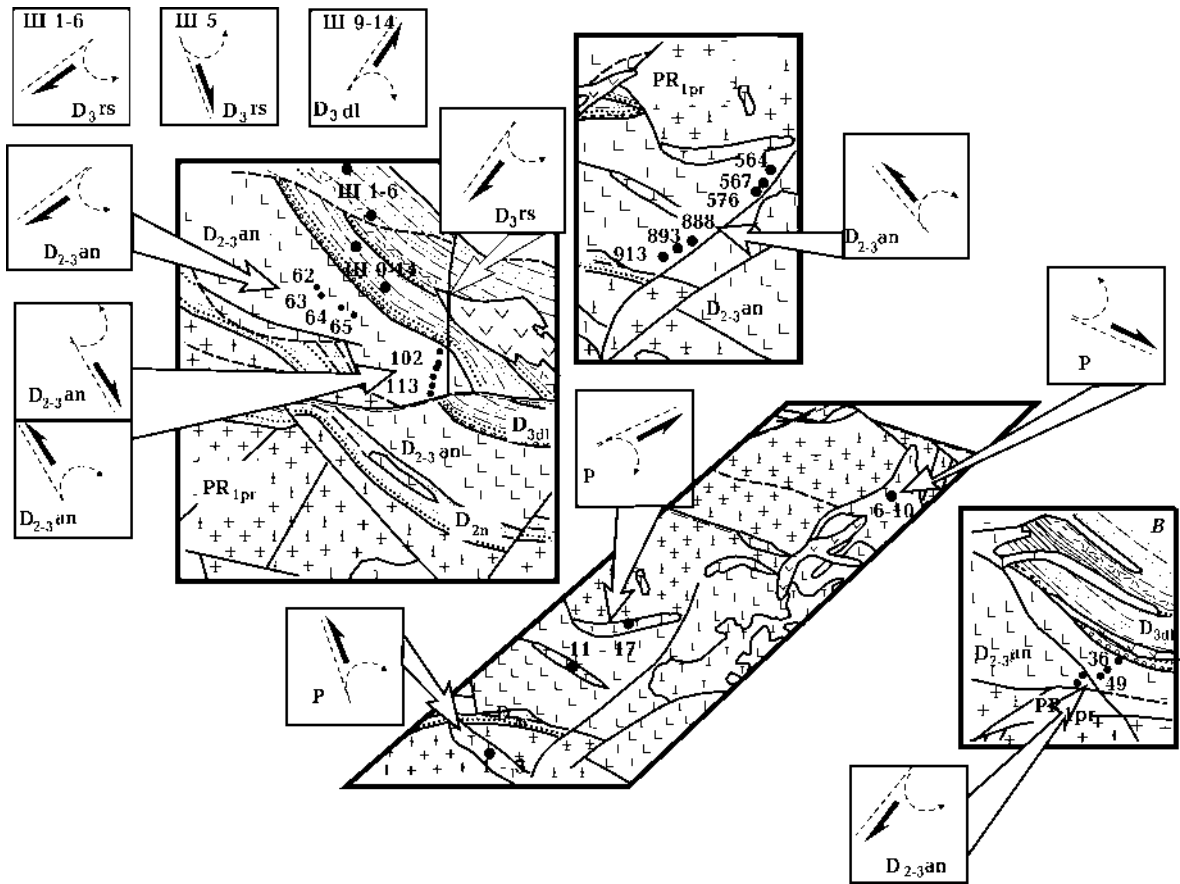 Ш 1-6
D3rs
Ш 5
D3rs
Ш 9-14
D3dl
D2-3an
D3rs
Ш 1-6
D2-3an
Ш 9-14
62
63
64
65
102
113
D2-3an
D2-3an
D2-3an
D3dl
PR1pr
D2n
PR1pr
564
567
576
888
893
913
D2-3an
D2-3an
P
P
6-10
11 - 17
P
1 - 3
B
D3dl
D2-3an
36
49
PR1pr
D2-3an